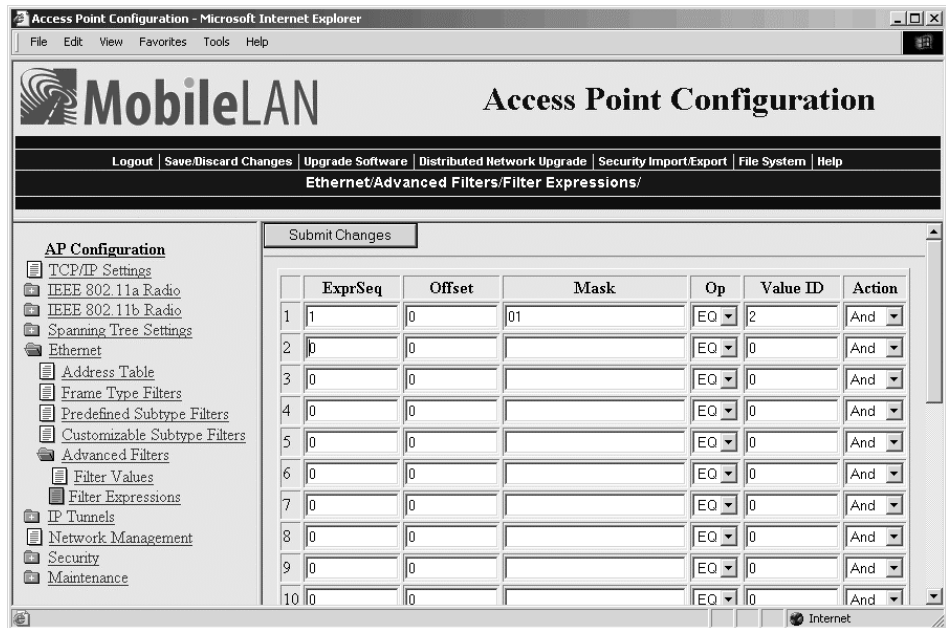 Access Point Configuration - Microsoft Internet Explorer
File Edit View Favorites Tools Help
MobileLAN
Access Point Configuration
Logout | Save/Discard Changes | Upgrade Software | Distributed Network Upgrade | Security Import/Export | File System | Help
Ethernet/Advanced Filters/Filter Expressions/
AP Configuration
TCP/IP Settings
IEEE 802.11a Radio
IEEE 802.11b Radio
Spanning Tree Settings
Ethernet
Address Table
Frame Type Filters
Predefined Subtype Filters
Customizable Subtype Filters
Advanced Filters
Filter Values
Filter Expressions
IP Tunnels
Network Management
Security
Maintenance
Submit Changes
ExprSeq Offset Mask Op Value ID Action
1 1 0 01 EQ 2 And
2 0 0 EQ 0 And
3 0 0 EQ 0 And
4 0 0 EQ 0 And
5 0 0 EQ 0 And
6 0 0 EQ 0 And
7 0 0 EQ 0 And
8 0 0 EQ 0 And
9 0 0 EQ 0 And
10 0 0 EQ 0 And
Internet